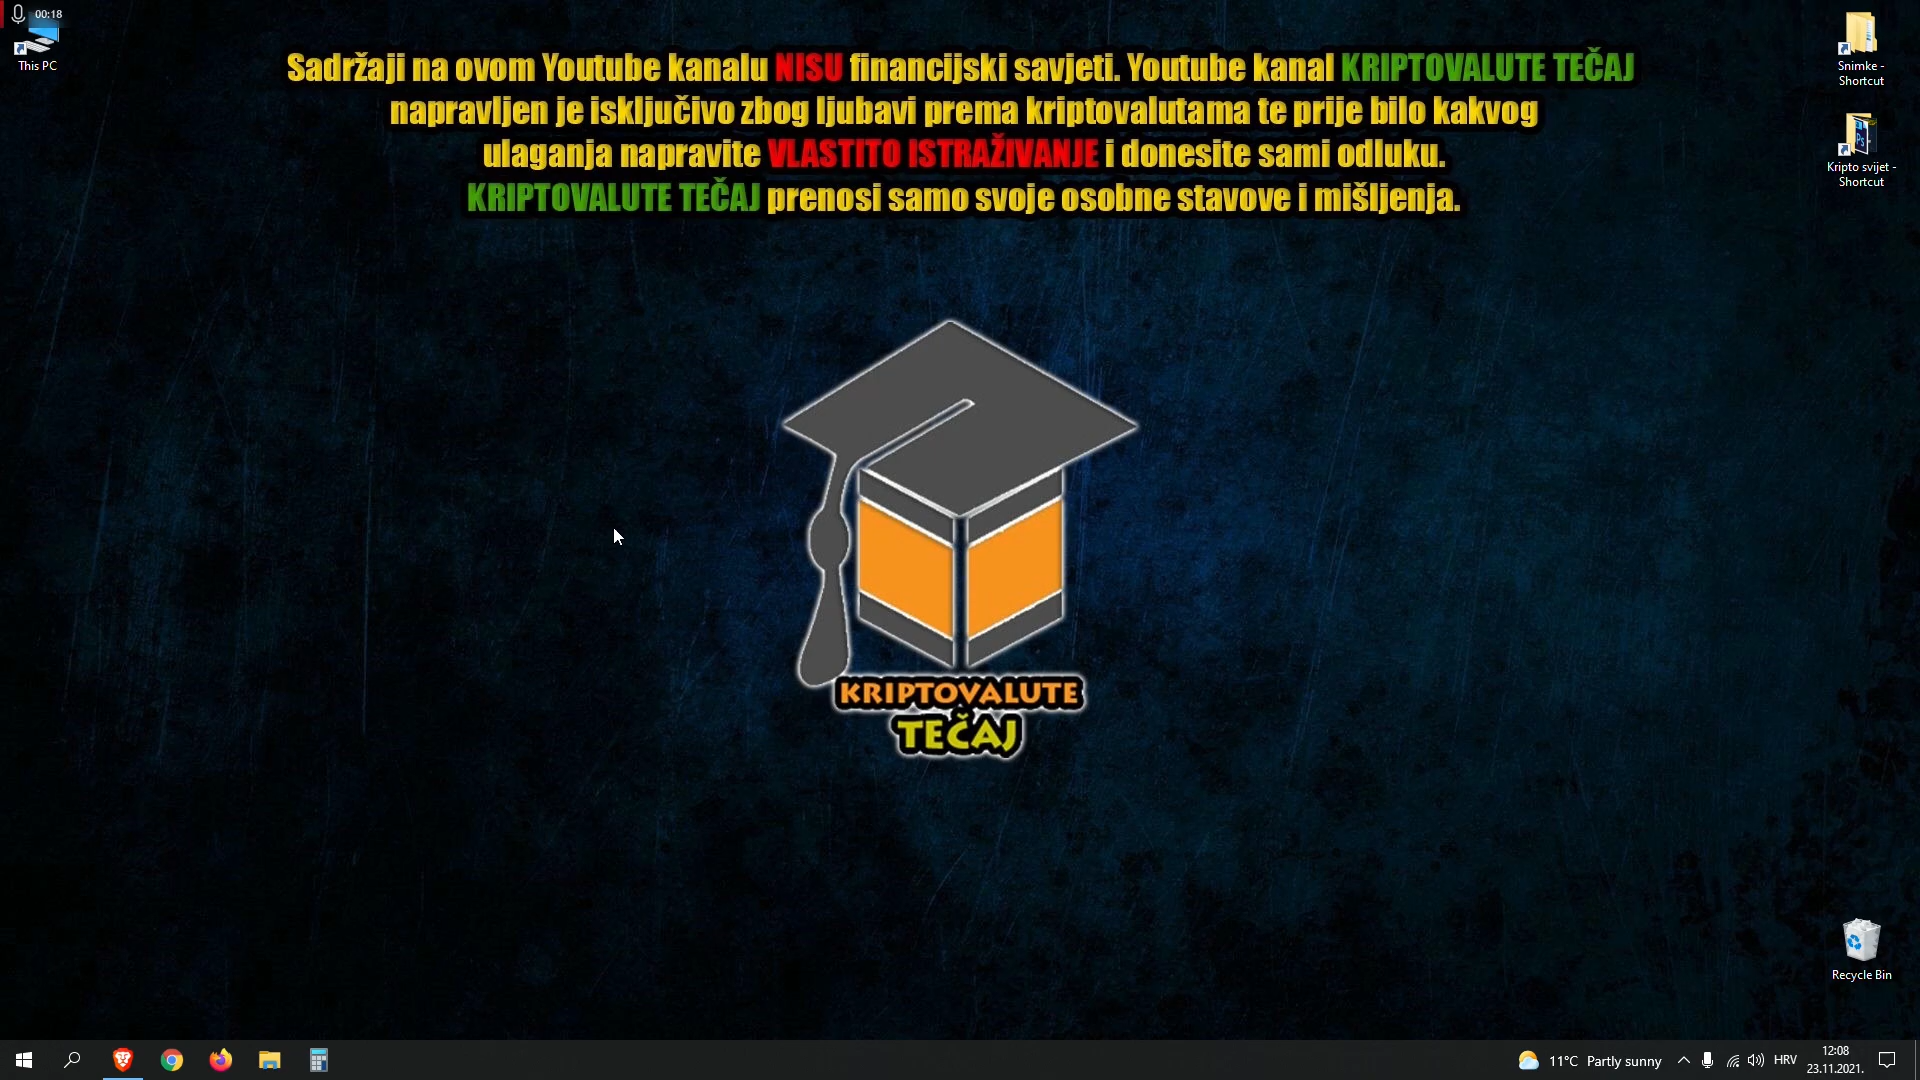 00:18
This PC
Sadržaji na ovom Youtube kanalu NISU financijski savjeti. Youtube kanal KRIPTOVALUTE TEČAJ
napravljen je isključivo zbog ljubavi prema kriptovalutama te prije bilo kakvog
ulaganja napravite VLASTITO ISTRAŽIVANJE i donesite sami odluku.
KRIPTOVALUTE TEČAJ prenosi samo svoje osobne stavove i mišljenja.
Snimke -
Shortcut
Ps
Kripto svijet -
Shortcut
KRIPTOVALUTE
TEČAJ
Recycle Bin
11°C Partly sunny
HRV
12:08
23.11.2021.